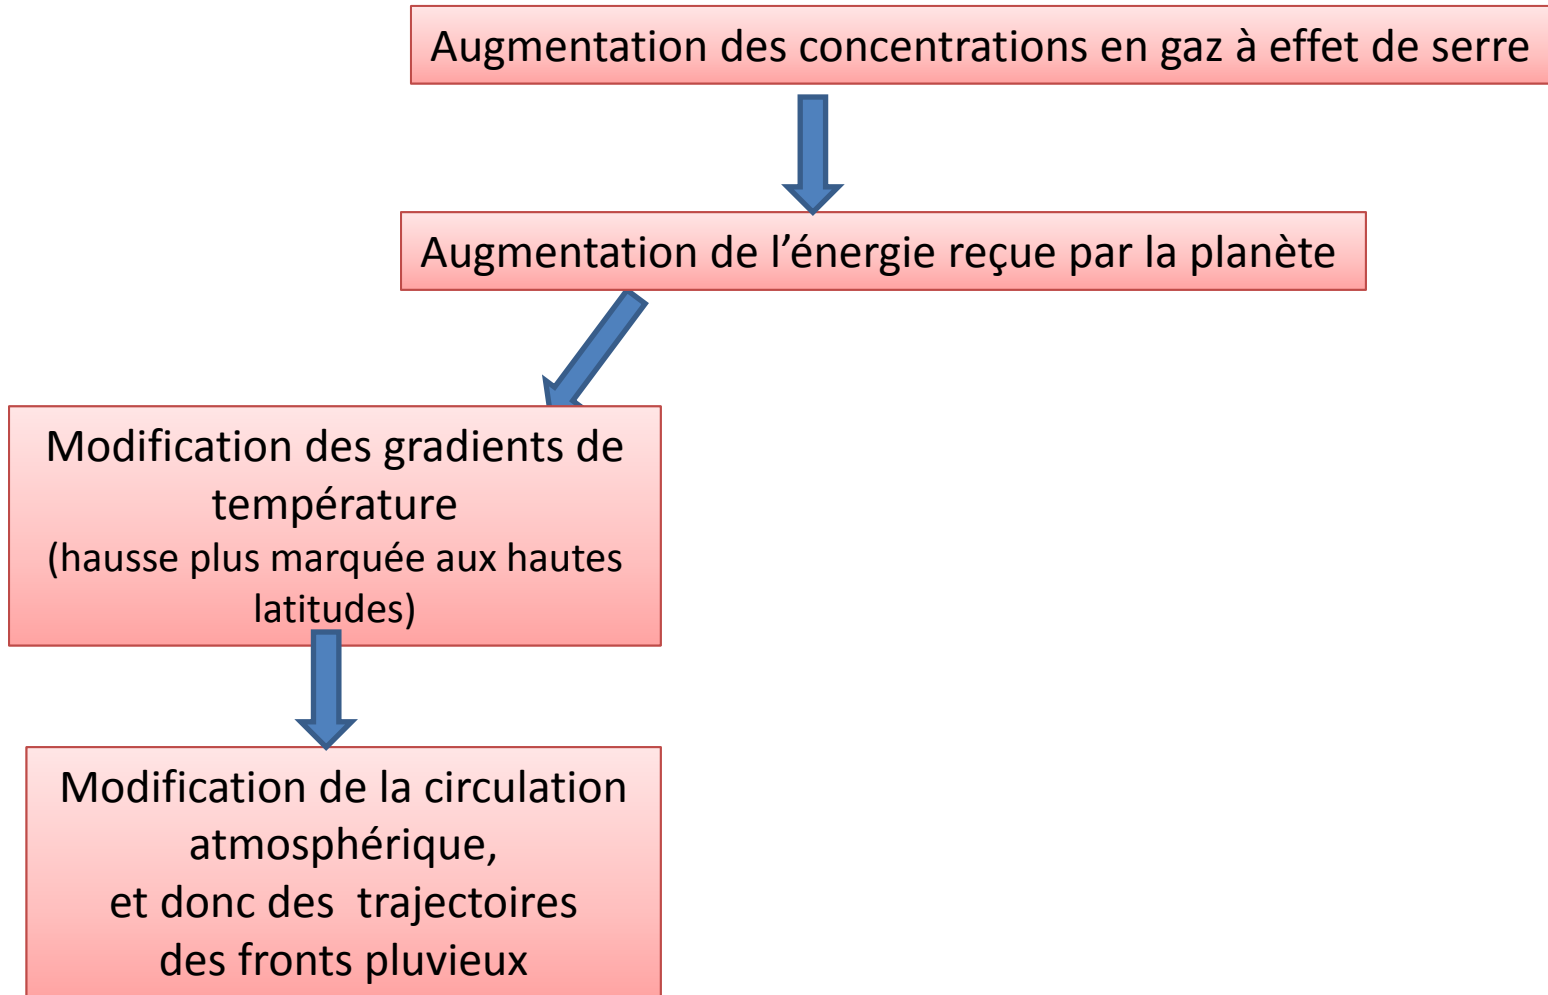 Augmentation des concentrations en gaz à effet de serre
Augmentation de l’énergie reçue par la planète
Modification des gradients de
température
(hausse plus marquée aux hautes
latitudes)
Modification de la circulation
atmosphérique,
et donc des  trajectoires
des fronts pluvieux